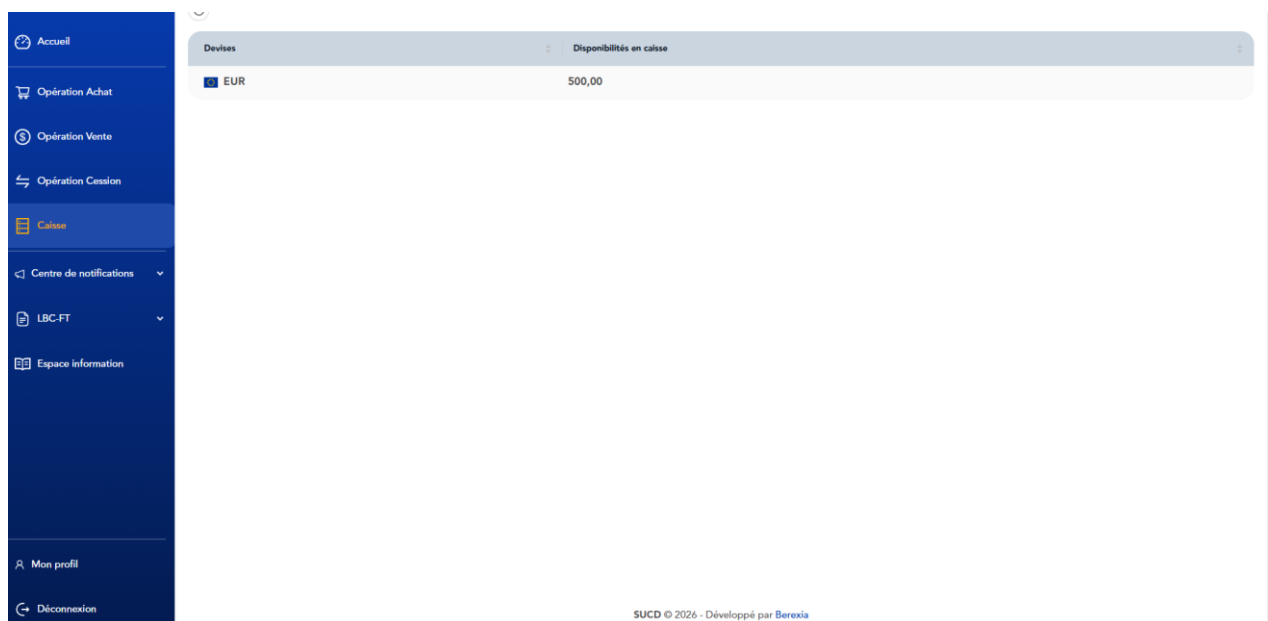 Accueil
Opération Achat
Opération Vente
Opération Cession
Caisse
Centre de notifications
LBC-FT
Espace information
Mon profil
Déconnexion
Devises
Disponibilités en caisse
EUR
500,00
SUCD © 2026 - Développé par Berexia